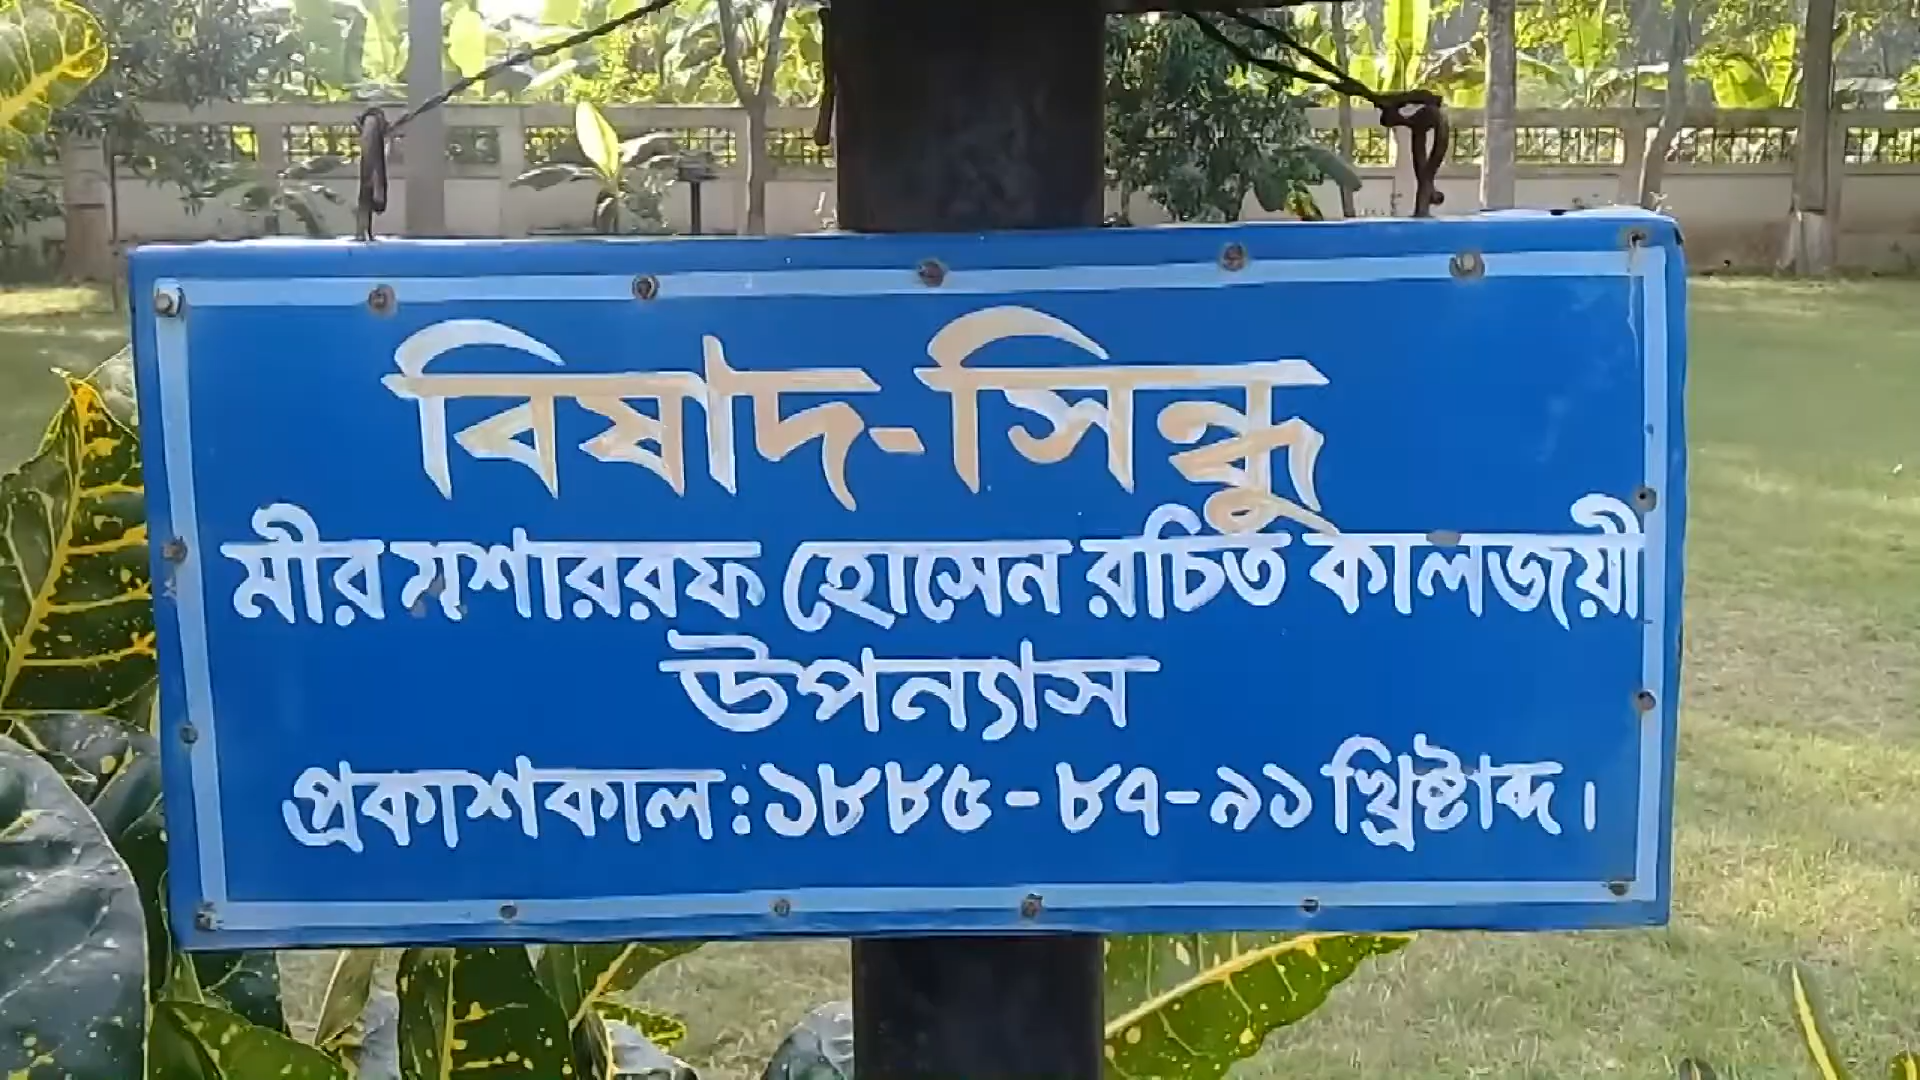 বিষাদ-সিন্ধু
মীর মশাররফ হোসেন রচিত কালজয়ী
উপন্যাস
প্রকাশকাল : ১৮৮৫ - ৮৭ - ৯১ খ্রিষ্টাব্দ।